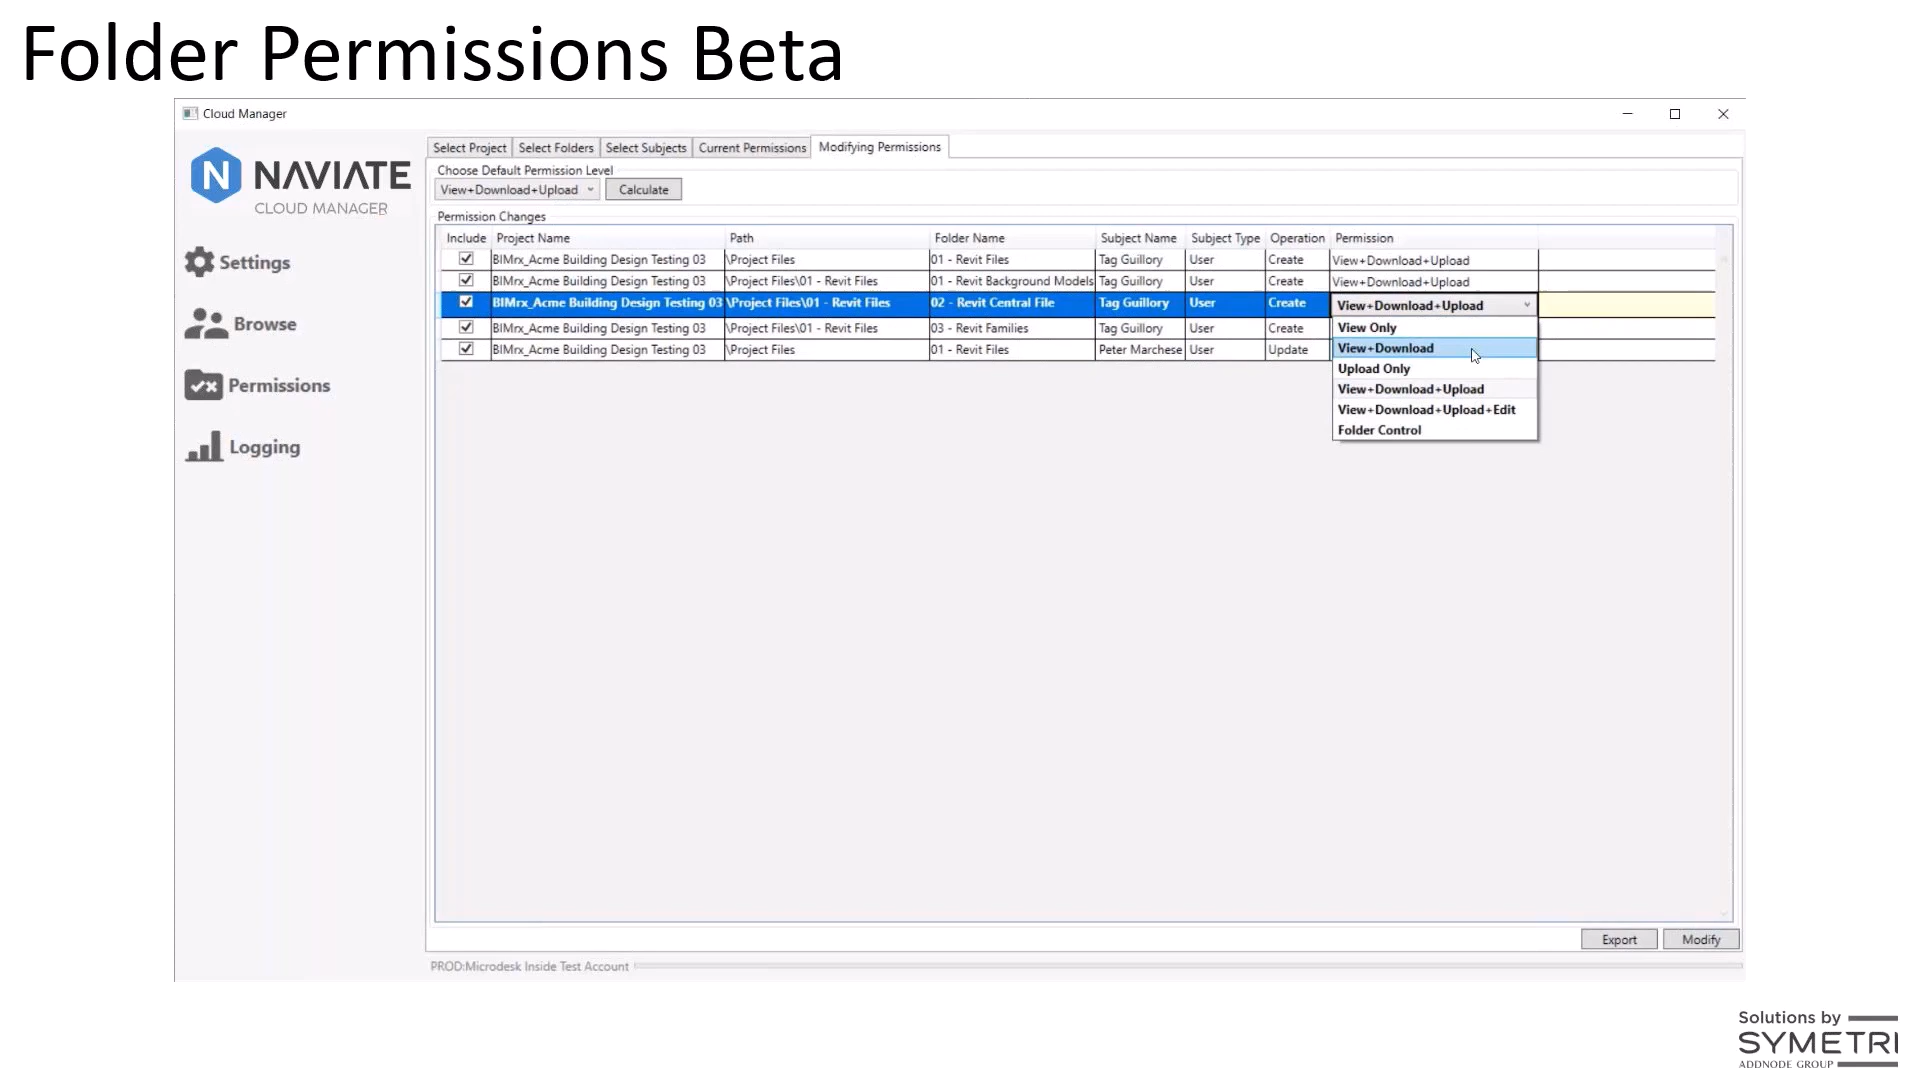 Folder Permissions Beta
Cloud Manager
NAVIATE
CLOUD MANAGER
Settings
Browse
Permissions
Logging
Select Project Select Folders Select Subjects Current Permissions Modifying Permissions
Choose Default Permission Level
View+Download+Upload Calculate
Permission Changes
Include Project Name Path Folder Name Subject Name Subject Type Operation Permission
BIMrx_Acme Building Design Testing 03 \Project Files 01 - Revit Files Tag Guillory User Create View+Download+Upload
BIMrx_Acme Building Design Testing 03 \Project Files\01 - Revit Files 01 - Revit Background Models Tag Guillory User Create View+Download+Upload
BIMrx_Acme Building Design Testing 03 \Project Files\01 - Revit Files 02 - Revit Central File Tag Guillory User Create View+Download+Upload
BIMrx_Acme Building Design Testing 03 \Project Files\01 - Revit Files 03 - Revit Families Tag Guillory User Create
BIMrx_Acme Building Design Testing 03 \Project Files 01 - Revit Files Peter Marchese User Update
View Only
View+Download
Upload Only
View+Download+Upload
View+Download+Upload+Edit
Folder Control
Export Modify
PROD:Microdesk Inside Test Account
Solutions by
SYMETRI
ADDNODE GROUP